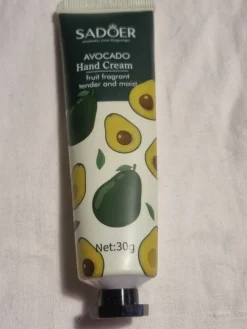 SADOER
AVOCADO
Hand Cream
fruit fragrant
tender and moist
Net:30g